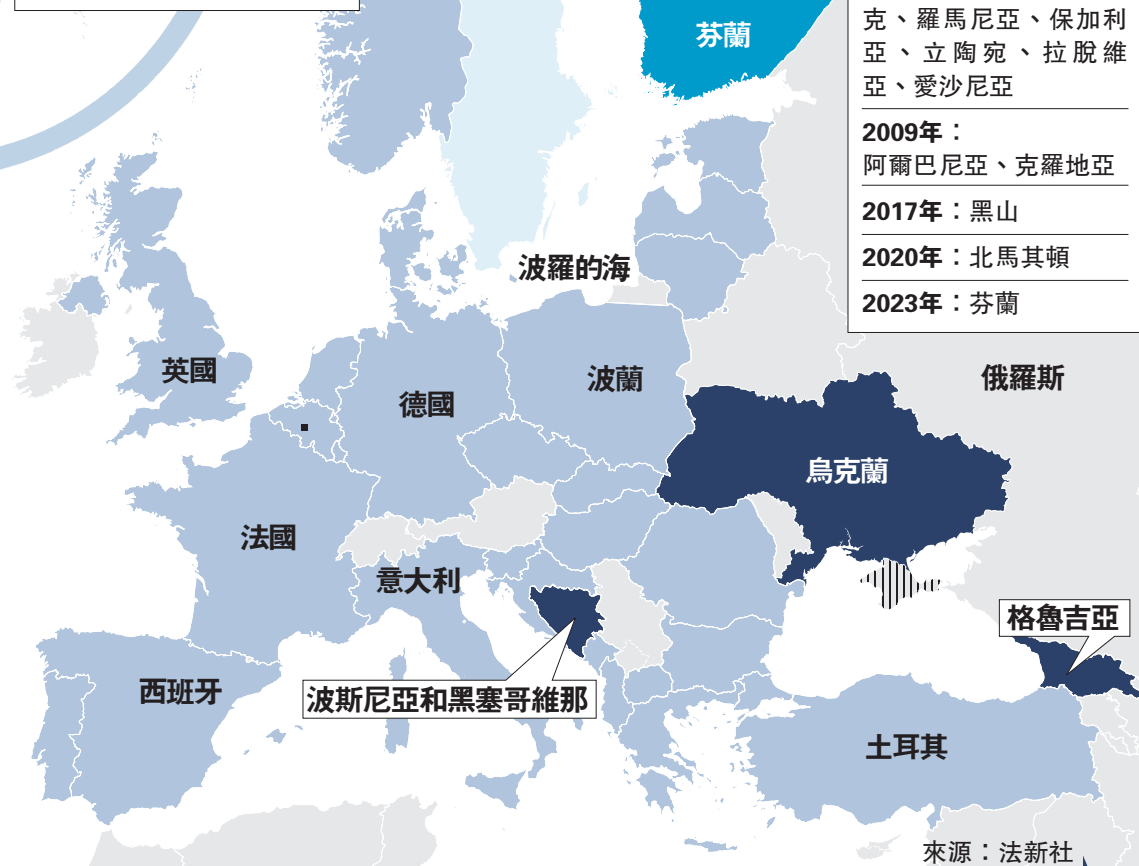 克、羅馬尼亞、保加利
亞、立陶宛、拉脫維
亞、愛沙尼亞
2009年：
阿爾巴尼亞、克羅地亞
2017年：黑山
2020年：北馬其頓
2023年：芬蘭
芬蘭
波羅的海
英國
德國
波蘭
俄羅斯
烏克蘭
法國
意大利
格魯吉亞
西班牙
波斯尼亞和黑塞哥維那
土耳其
來源：法新社